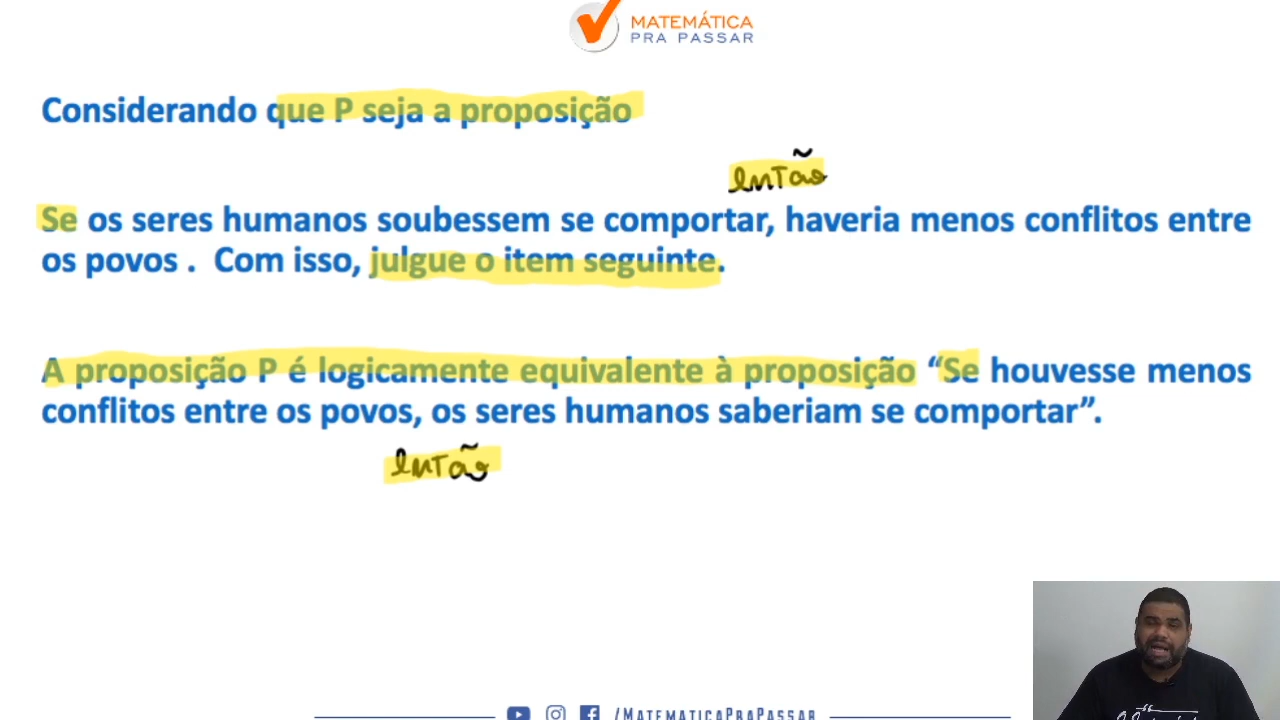 MATEMÁTICA
PRA PASSAR
Considerando que P seja a proposição
ENTÃO
Se os seres humanos soubessem se comportar, haveria menos conflitos entre
os povos . Com isso, julgue o item seguinte.
A proposição P é logicamente equivalente à proposição “Se houvesse menos
conflitos entre os povos, os seres humanos saberiam se comportar”.
ENTÃO
/MATEMATICAPRAPASSAR